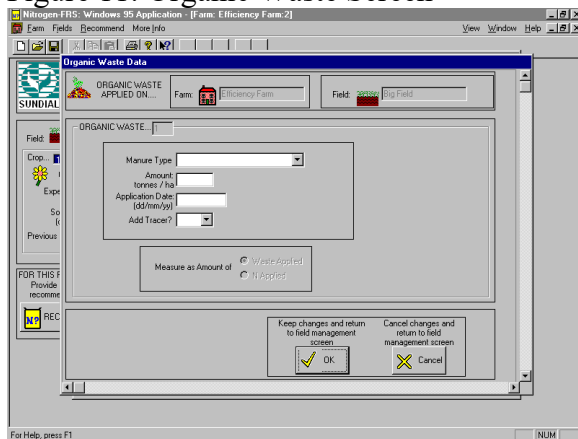 Figure 11: Organic Waste Screen
Nitrogen-FRS: Windows 95 Application - [Farm: Efficiency Farm:2]
Farm Fields Recommend More Info View Window Help
Organic Waste Data
SUNDIAL
ORGANIC WASTE
APPLIED ON....
Farm: Efficiency Farm
Field: Big Field
Field:
Crop...
Expe
So
Previous
ORGANIC WASTE... 1
Manure Type
Amount:
tonnes / ha
Application Date:
(dd/mm/yy)
Add Tracer?
Measure as Amount of
Waste Applied
N Applied
FOR THIS F
Provide
recomme
N? REC
Keep changes and return
to field management
screen
OK
Cancel changes and
return to field
management screen
Cancel
For Help, press F1
NUM